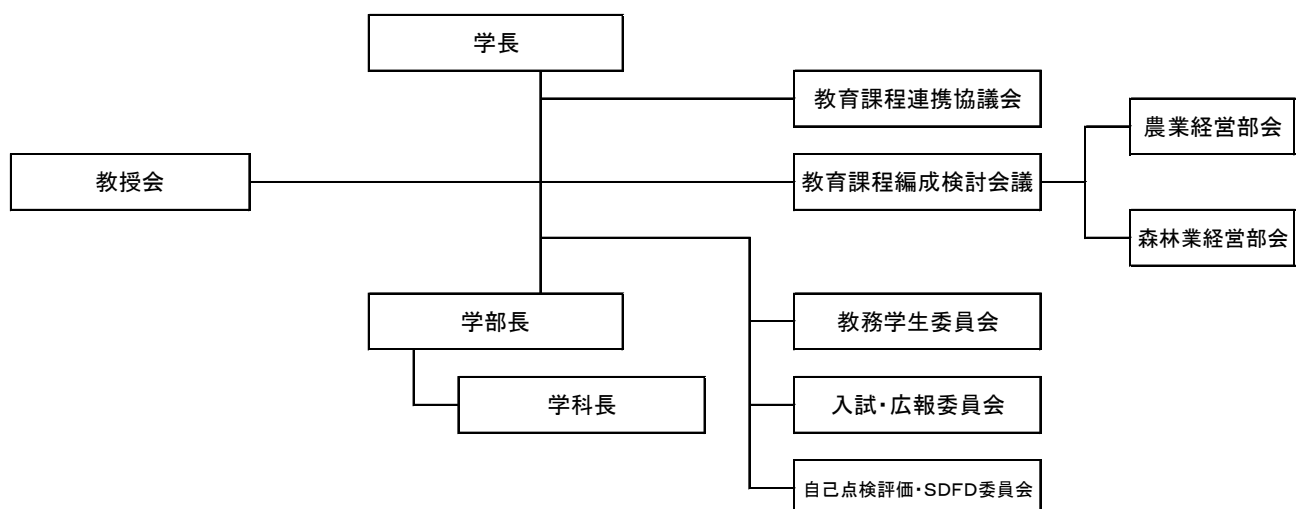 学長
教育課程連携協議会
農業経営部会
教授会
教育課程編成検討会議
森林業経営部会
学部長
教務学生委員会
学科長
入試・広報委員会
自己点検評価・SDFD委員会